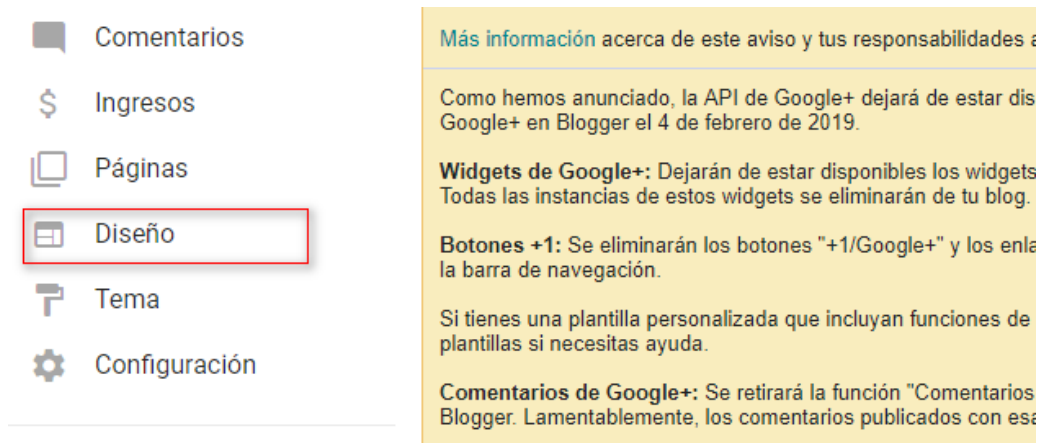 Comentarios
Ingresos
Páginas
Diseño
Tema
Configuración
Más información acerca de este aviso y tus responsabilidades
Como hemos anunciado, la API de Google+ dejará de estar
Google+ en Blogger el 4 de febrero de 2019.
Widgets de Google+: Dejarán de estar disponibles los widgets
Todas las instancias de estos widgets se eliminarán de tu blog.
Botones +1: Se eliminarán los botones "+1/Google+" y los
la barra de navegación.
Si tienes una plantilla personalizada que incluyan funciones de
plantillas si necesitas ayuda.
Comentarios de Google+: Se retirará la función "Comentarios
Blogger. Lamentablemente, los comentarios publicados con